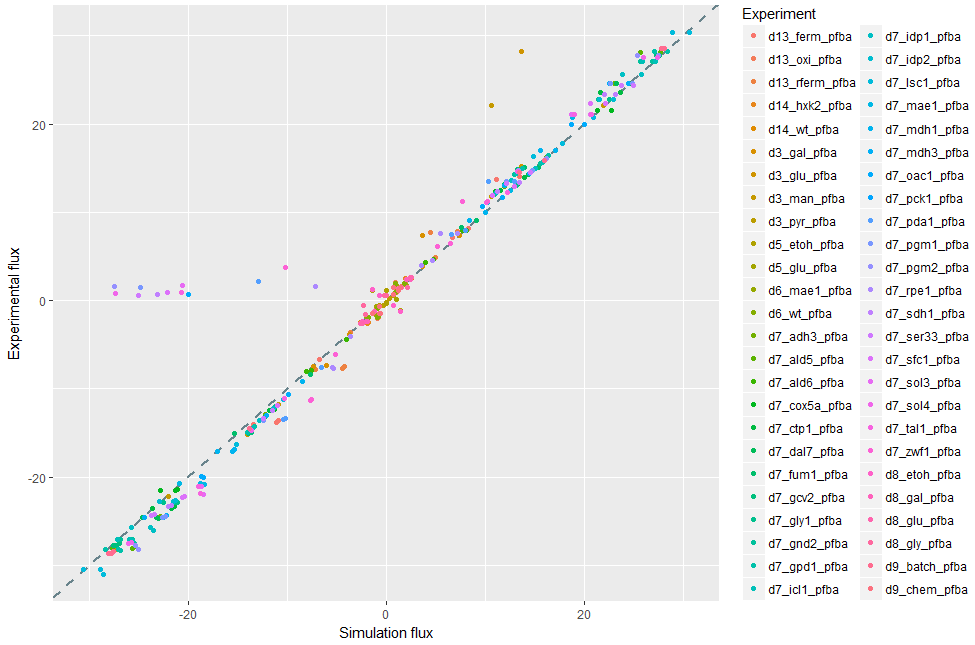 Experiment
d13_ferm_pfba
d13_oxi_pfba
d13_rferm_pfba
d14_hxk2_pfba
d14_wt_pfba
d3_gal_pfba
d3_glu_pfba
d3_man_pfba
d3_pyr_pfba
d5_etoh_pfba
d5_glu_pfba
d6_mae1_pfba
d6_wt_pfba
d7_adh3_pfba
d7_ald5_pfba
d7_ald6_pfba
d7_cox5a_pfba
d7_ctp1_pfba
d7_dal7_pfba
d7_fum1_pfba
d7_gcv2_pfba
d7_gly1_pfba
d7_gnd2_pfba
d7_gpd1_pfba
d7_icl1_pfba
d7_idp1_pfba
d7_idp2_pfba
d7_lsc1_pfba
d7_mae1_pfba
d7_mdh1_pfba
d7_mdh3_pfba
d7_oac1_pfba
d7_pck1_pfba
d7_pda1_pfba
d7_pgm1_pfba
d7_pgm2_pfba
d7_rpe1_pfba
d7_sdh1_pfba
d7_ser33_pfba
d7_sfc1_pfba
d7_sol3_pfba
d7_sol4_pfba
d7_tal1_pfba
d7_zwf1_pfba
d8_etoh_pfba
d8_gal_pfba
d8_glu_pfba
d8_gly_pfba
d9_batch_pfba
d9_chem_pfba
Experimental flux
20
0
-20
-20
0
20
Simulation flux